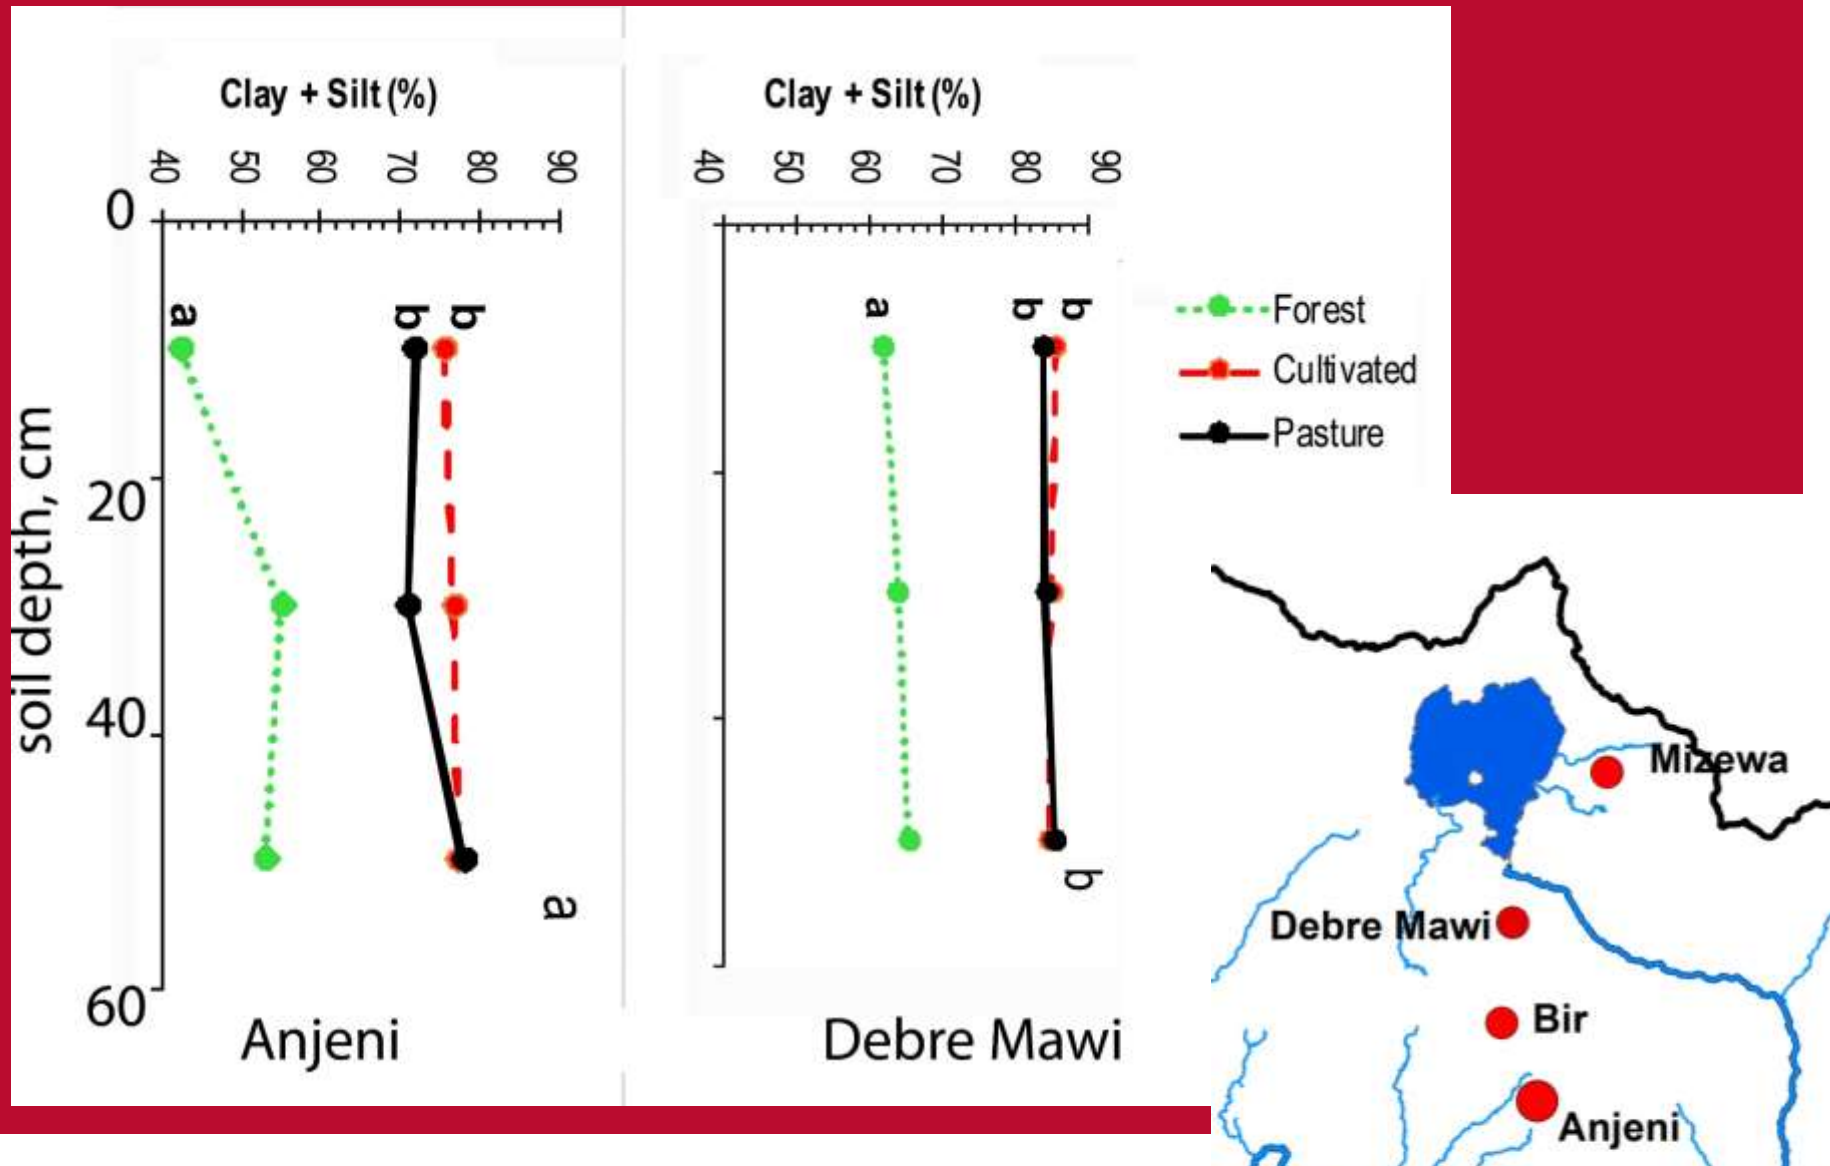 Clay + Silt (%)
40 50 60 70 80 90
0
20
40
60
soil depth, cm
a b b
a
Anjeni
Clay + Silt (%)
40 50 60 70 80 90
a b b
b
Debre Mawi
Forest
Cultivated
Pasture
Mizewa
Debre Mawi
Bir
Anjeni